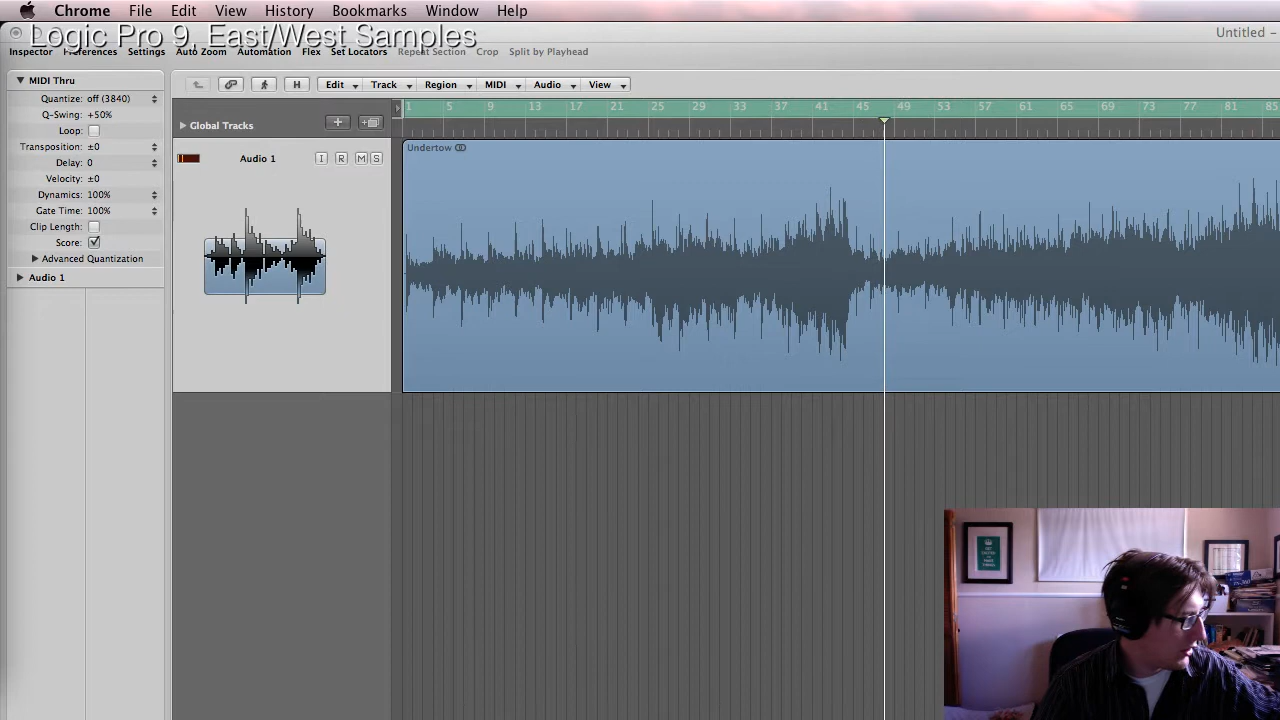 Chrome File Edit View History Bookmarks Window Help
Logic Pro 9, East/West Samples
Untitled –
Inspector Preferences Settings Auto Zoom Automation Flex Set Locators Repeat Section Crop Split by Playhead
MIDI Thru
Edit Track Region MIDI Audio View
Quantize: off (3840)
Q-Swing: +50%
Loop:
Transposition: ±0
Delay: 0
Velocity: ±0
Dynamics: 100%
Gate Time: 100%
Clip Length:
Score:
Advanced Quantization
Audio 1
Global Tracks
1 5 9 13 17 21 25 29 33 37 41 45 49 53 57 61 65 69 73 77 81 85
Audio 1 I R M S
H
Undertow